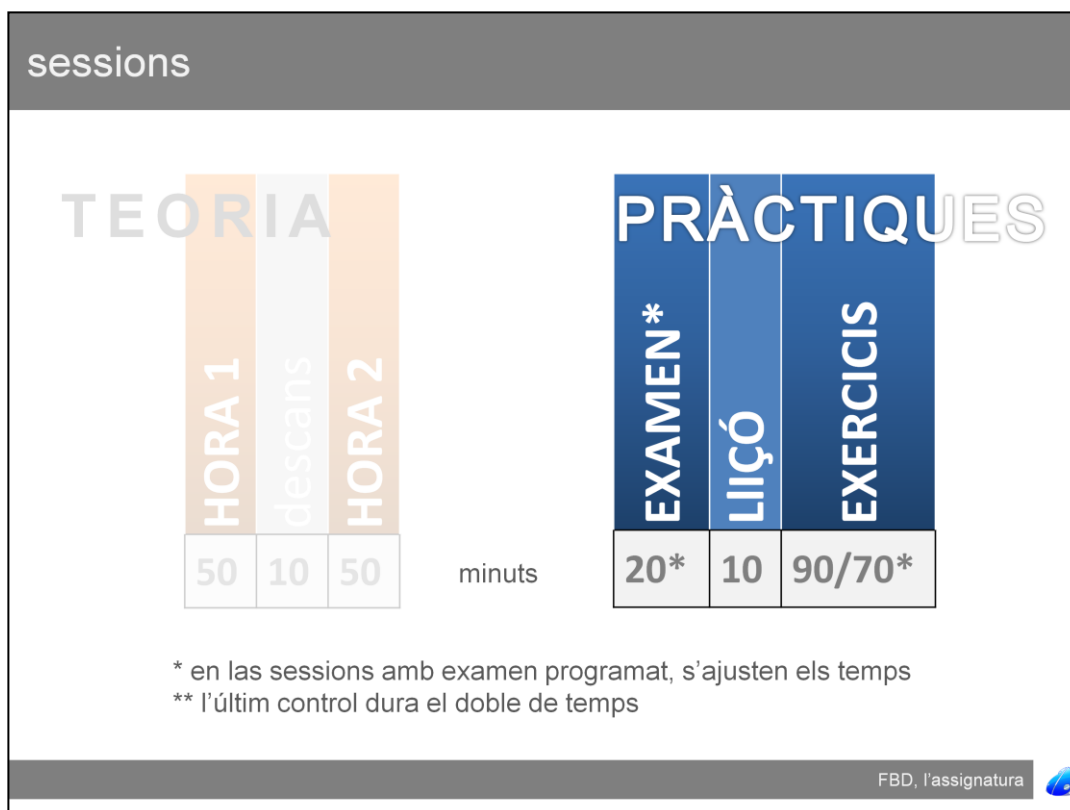 sessions
TEORIA
PRÀCTIQUES
HORA 1
descans
HORA 2
EXAMEN*
LlIÇÓ
EXERCICIS
50 10 50
minuts
20* 10 90/70*
* en las sessions amb examen programat, s’ajusten els temps
** l’últim control dura el doble de temps
FBD, l’assignatura